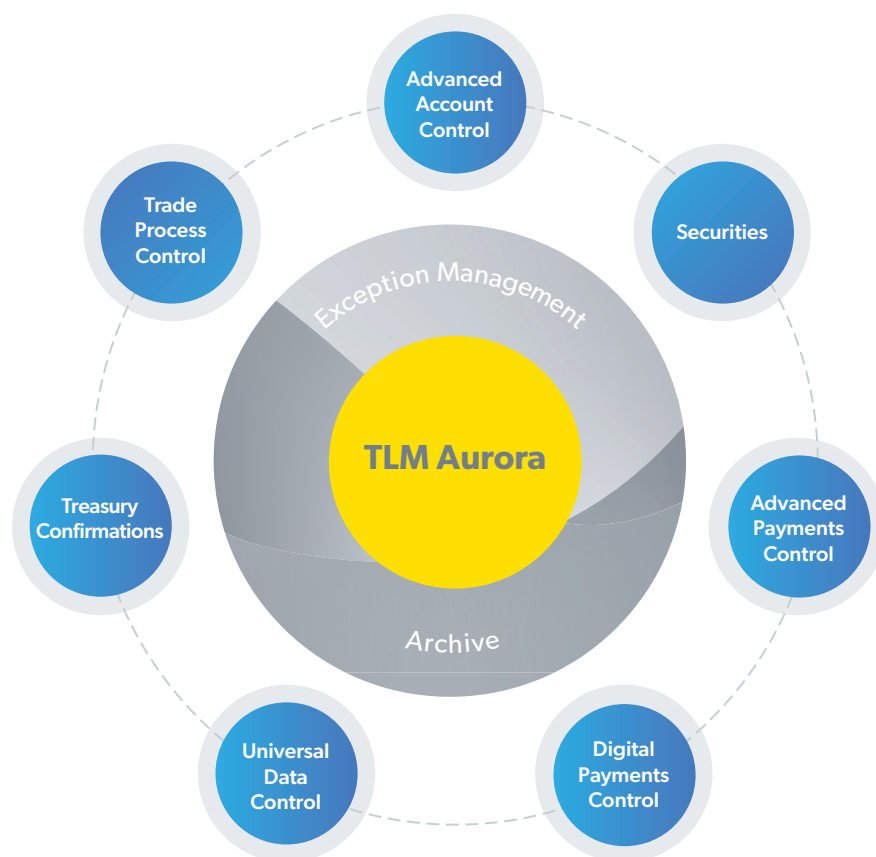 Advanced
Account
Control
Trade
Process
Control
Securities
Exception Management
TLM Aurora
Treasury
Confirmations
Advanced
Payments
Control
Archive
Universal
Data
Control
Digital
Payments
Control